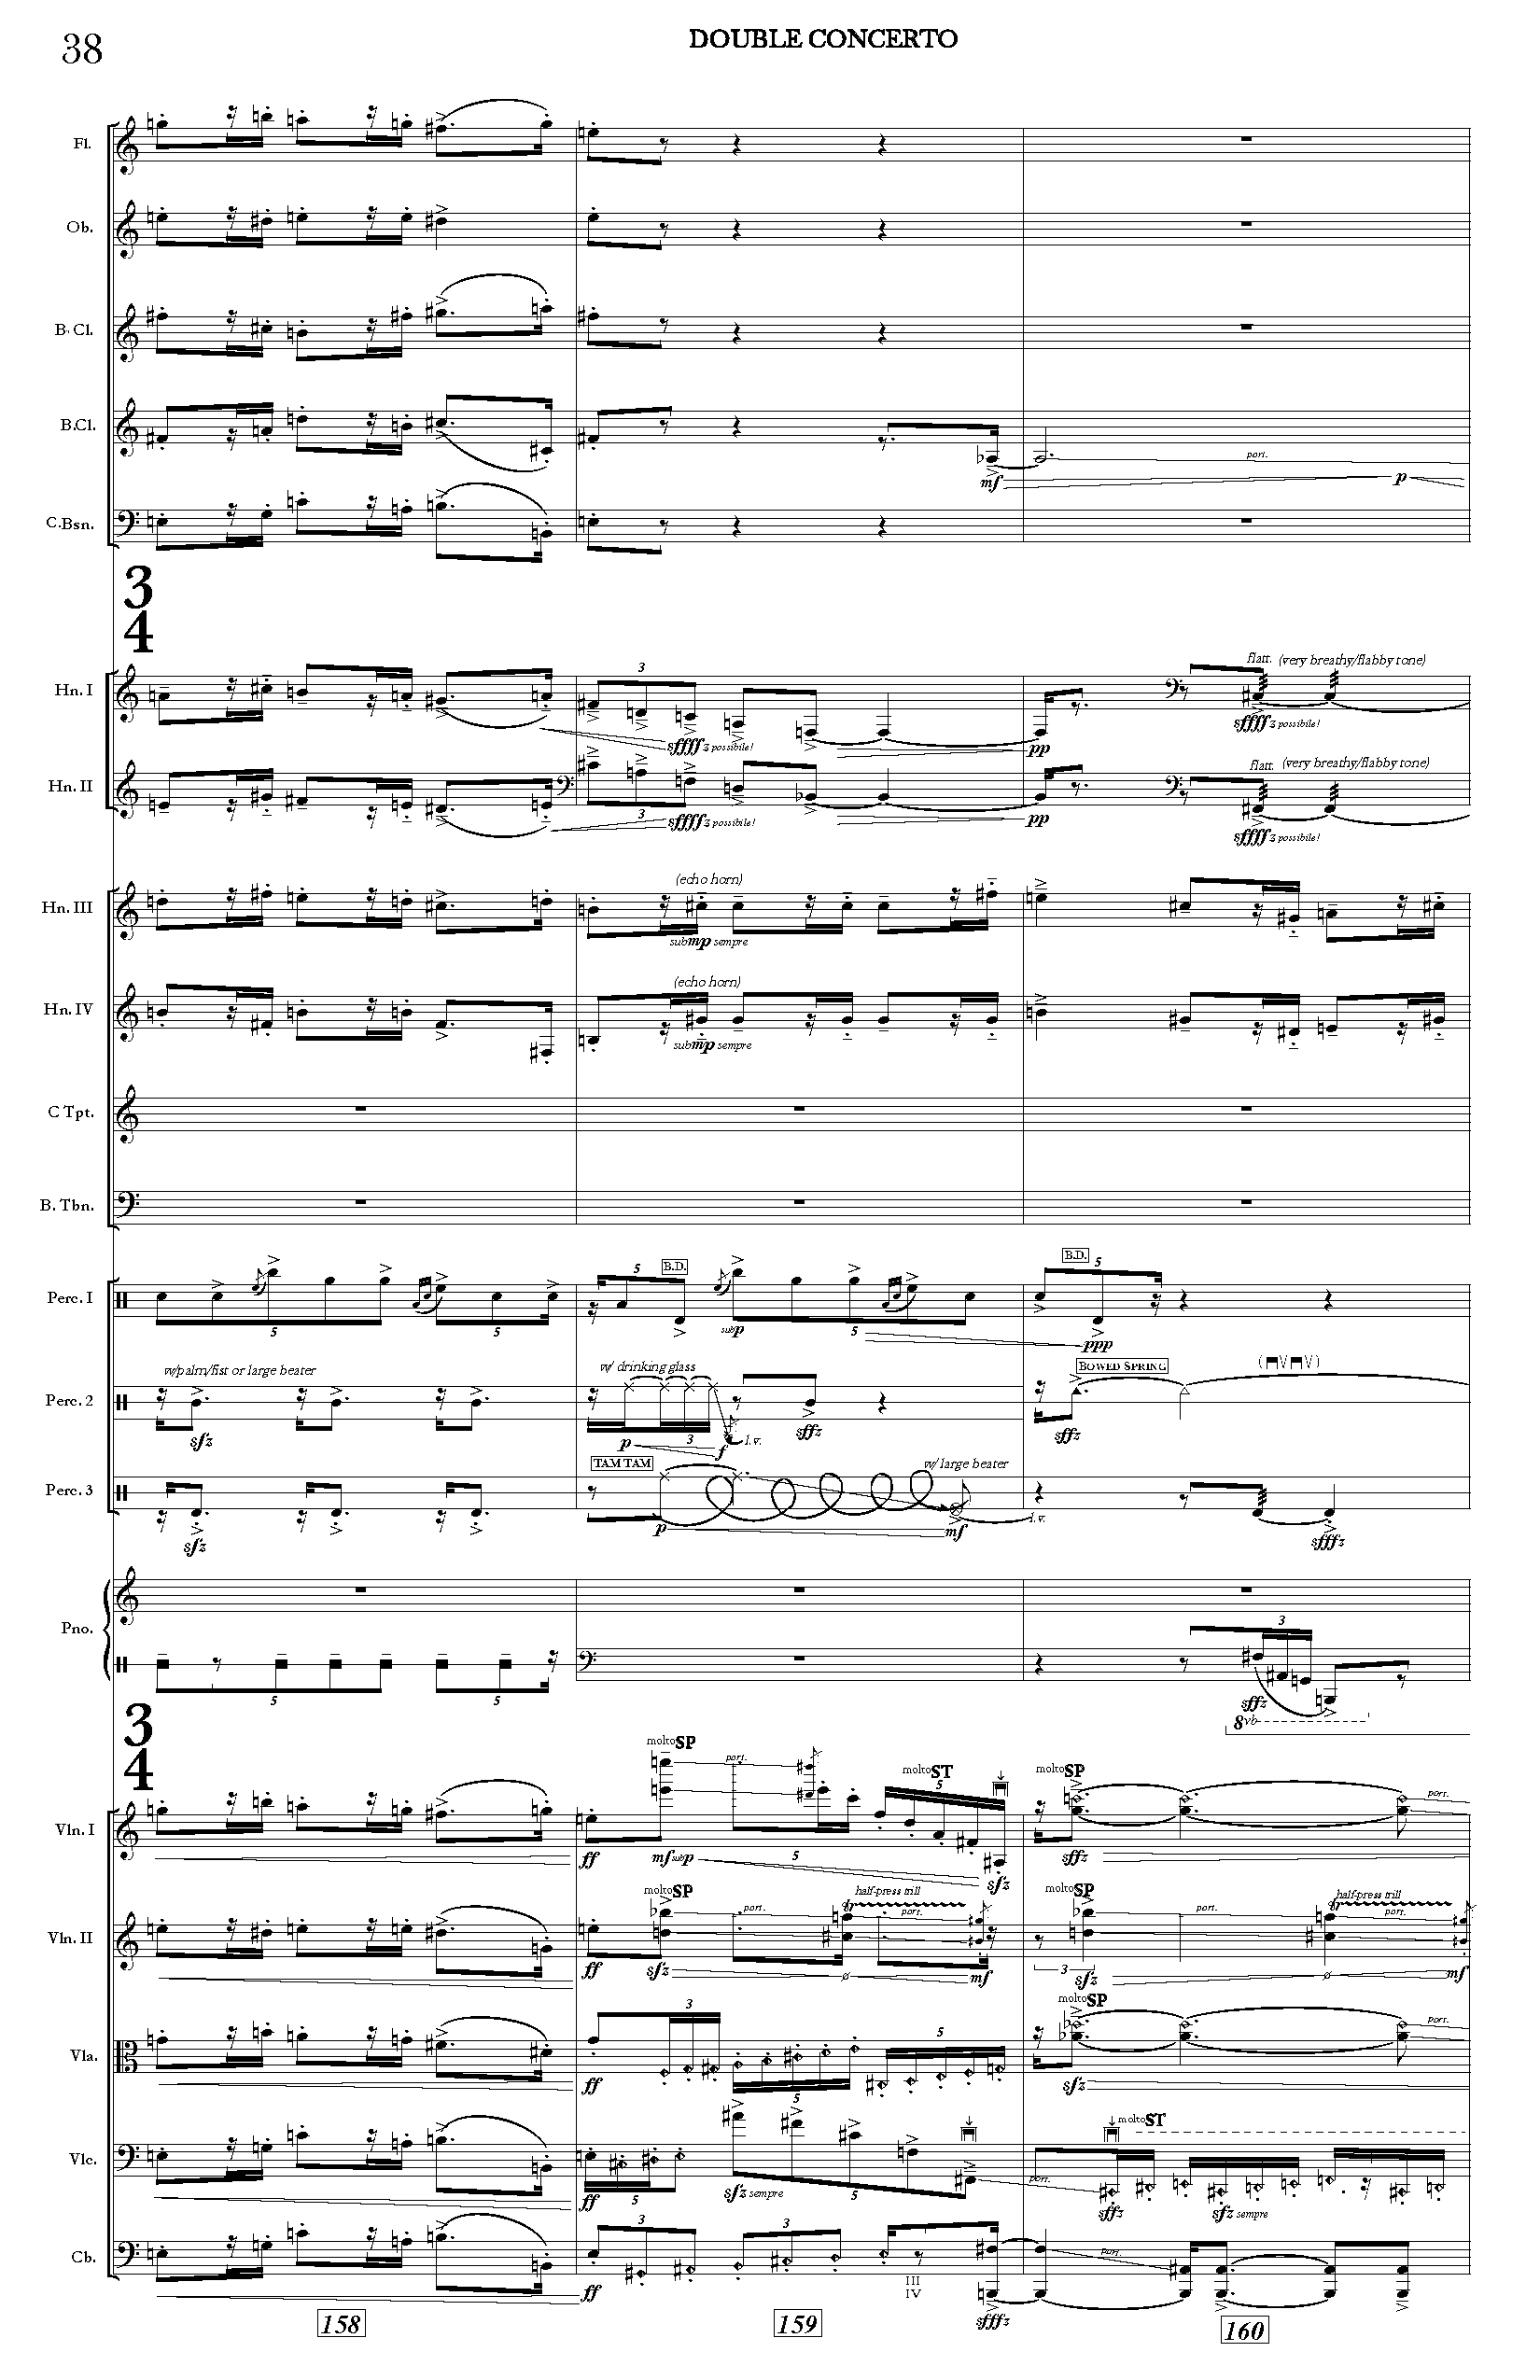 38
DOUBLE CONCERTO
Fl.
Ob.
B♭ Cl.
B.Cl.
mf
port.
p
C.Bsn.
3
4
Hn. I
3
sffffz possibile!
pp
flatt. (very breathy/flabby tone)
sffffz possibile!
Hn. II
3
sffffz possibile!
pp
flatt. (very breathy/flabby tone)
sffffz possibile!
Hn. III
(echo horn)
sub mp sempre
Hn. IV
(echo horn)
sub mp sempre
C Tpt.
B. Tbn.
Perc. I
5
5
5
B.D.
sub p
5
B.D.
5
ppp
Perc. 2
w/palm/fist or large beater
sfz
w/ drinking glass
p
3
f
l.v.
sffz
BOWED SPRING
sffz
Perc. 3
sfz
TAM TAM
p
w/ large beater
mf
l.v.
sfffz
Pno.
5
5
3
sffz
8vb
3
4
Vln. I
ff
molto SP
mf sub p
port.
5
molto ST
5
sfz
molto SP
sffz
port.
Vln. II
ff
molto SP
sfz
port.
half-press trill
port.
ø
mf
molto SP
3
sfz
port.
half-press trill
port.
ø
mf
Vla.
ff
3
5
5
molto SP
sfz
port.
Vlc.
ff
5
sfz sempre
5
port.
molto ST
sffz
sfz sempre
Cb.
ff
3
3
III
IV
sfffz
port.
158
159
160